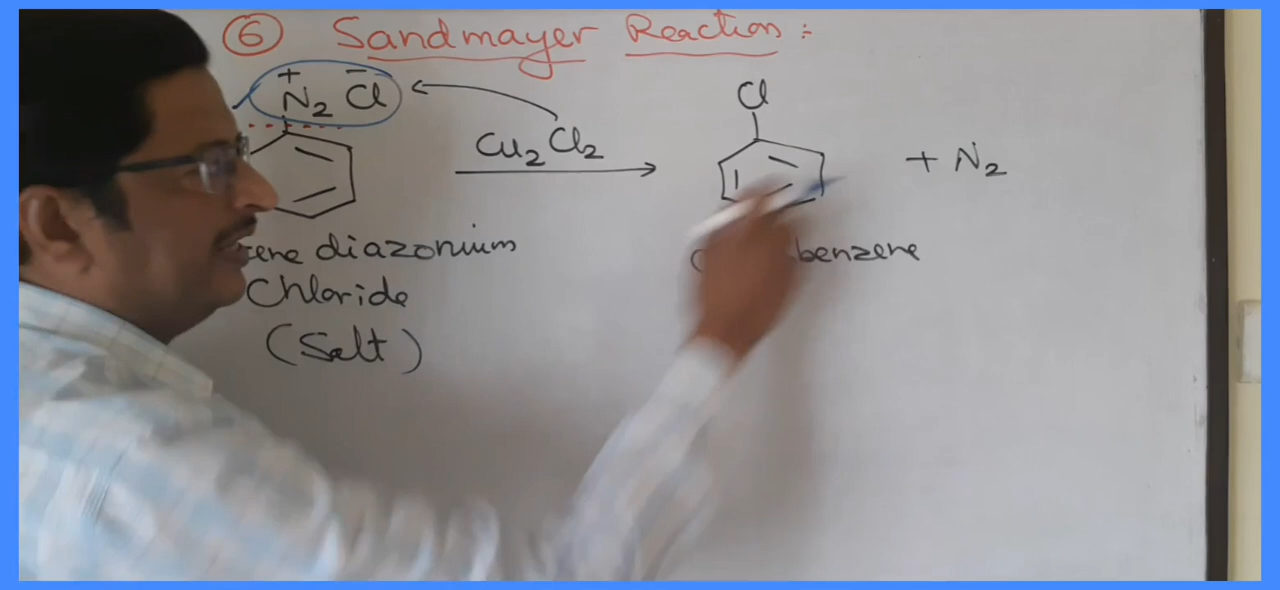 ⑥ Sandmayer Reaction :
+ −
N₂ Cl
Cu₂Cl₂
Cl
+ N₂
diazonium
benzene
Chloride
(Salt)